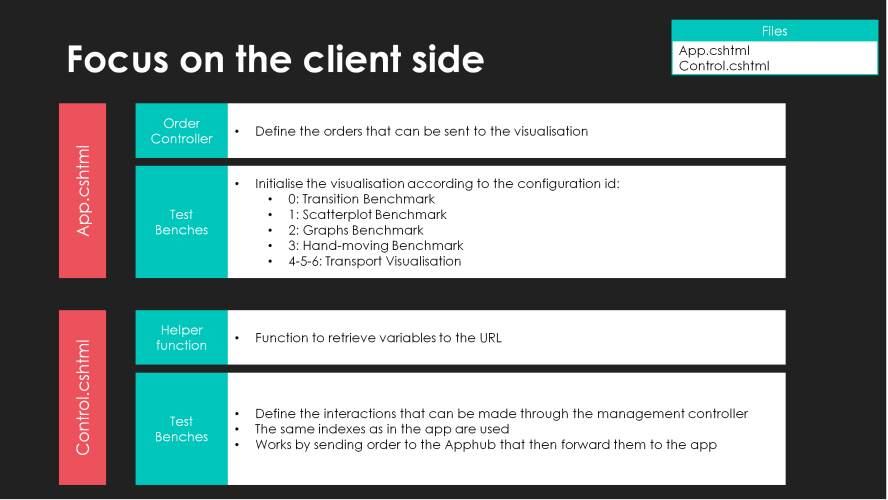 Focus on the client side
Files
App.cshtml
Control.cshtml
App.cshtml
Order
Controller
• Define the orders that can be sent to the visualisation
Test
Benches
• Initialise the visualisation according to the configuration id:
• 0: Transition Benchmark
• 1: Scatterplot Benchmark
• 2: Graphs Benchmark
• 3: Hand-moving Benchmark
• 4-5-6: Transport Visualisation
Control.cshtml
Helper
function
• Function to retrieve variables to the URL
Test
Benches
• Define the interactions that can be made through the management controller
• The same indexes as in the app are used
• Works by sending order to the Apphub that then forward them to the app